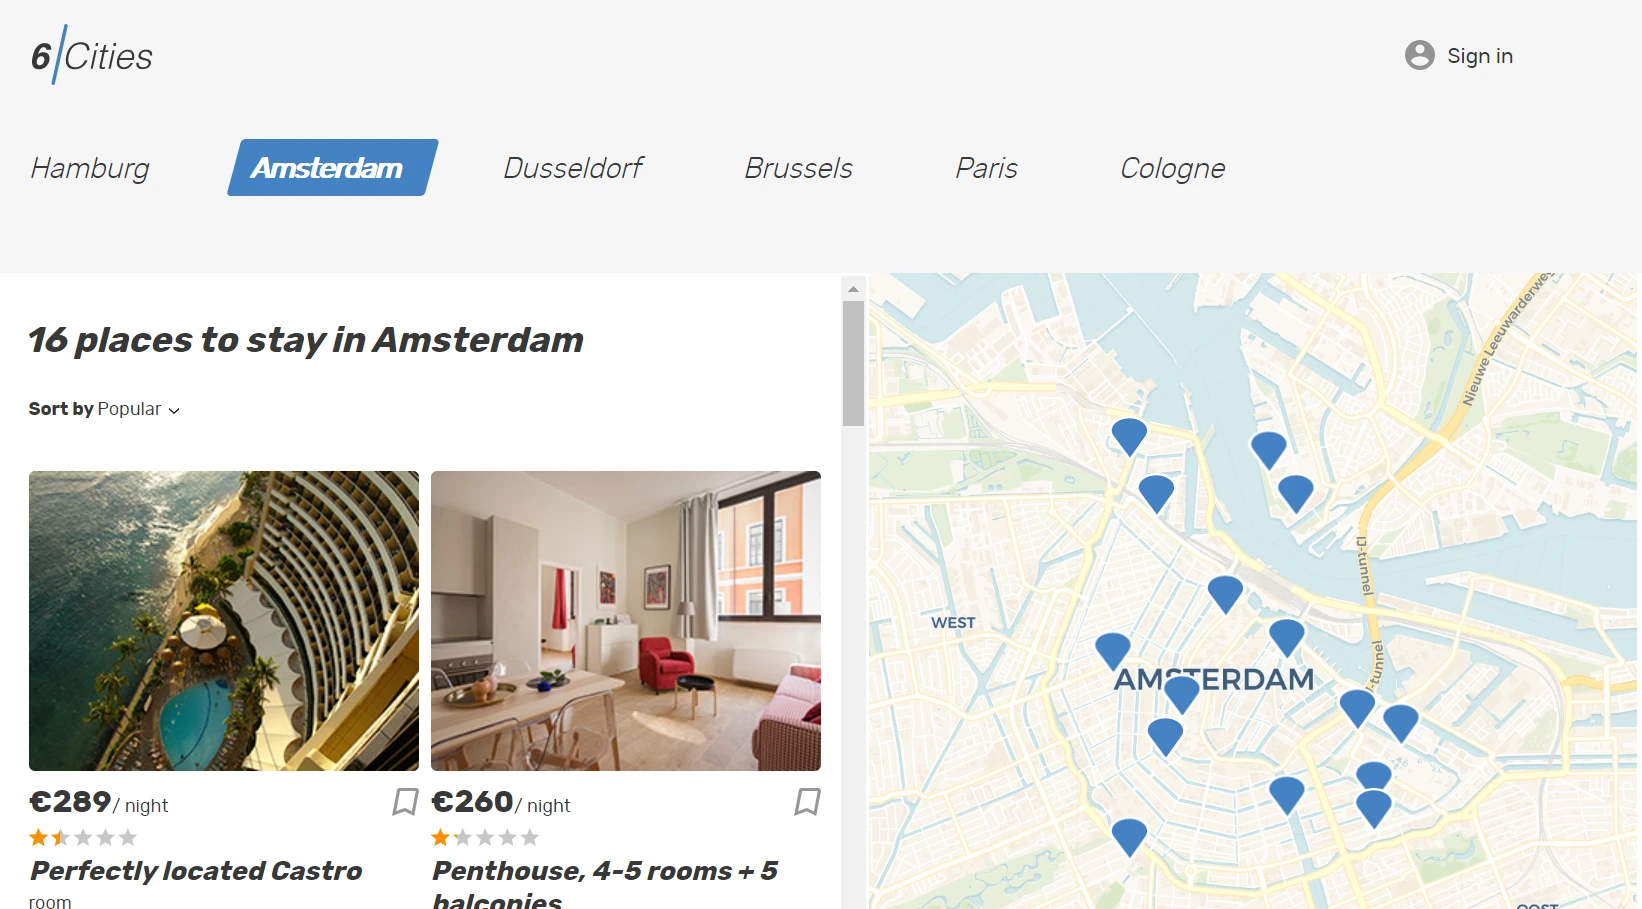 6 Cities
Sign in
Hamburg
Amsterdam
Dusseldorf
Brussels
Paris
Cologne
16 places to stay in Amsterdam
Sort by Popular
€289/ night
Perfectly located Castro
room
€260/ night
Penthouse, 4-5 rooms + 5
balconies
Nieuwe Leeuwarderweg
IJ-tunnel
WEST
AMSTERDAM
IJ-tunnel
OOST